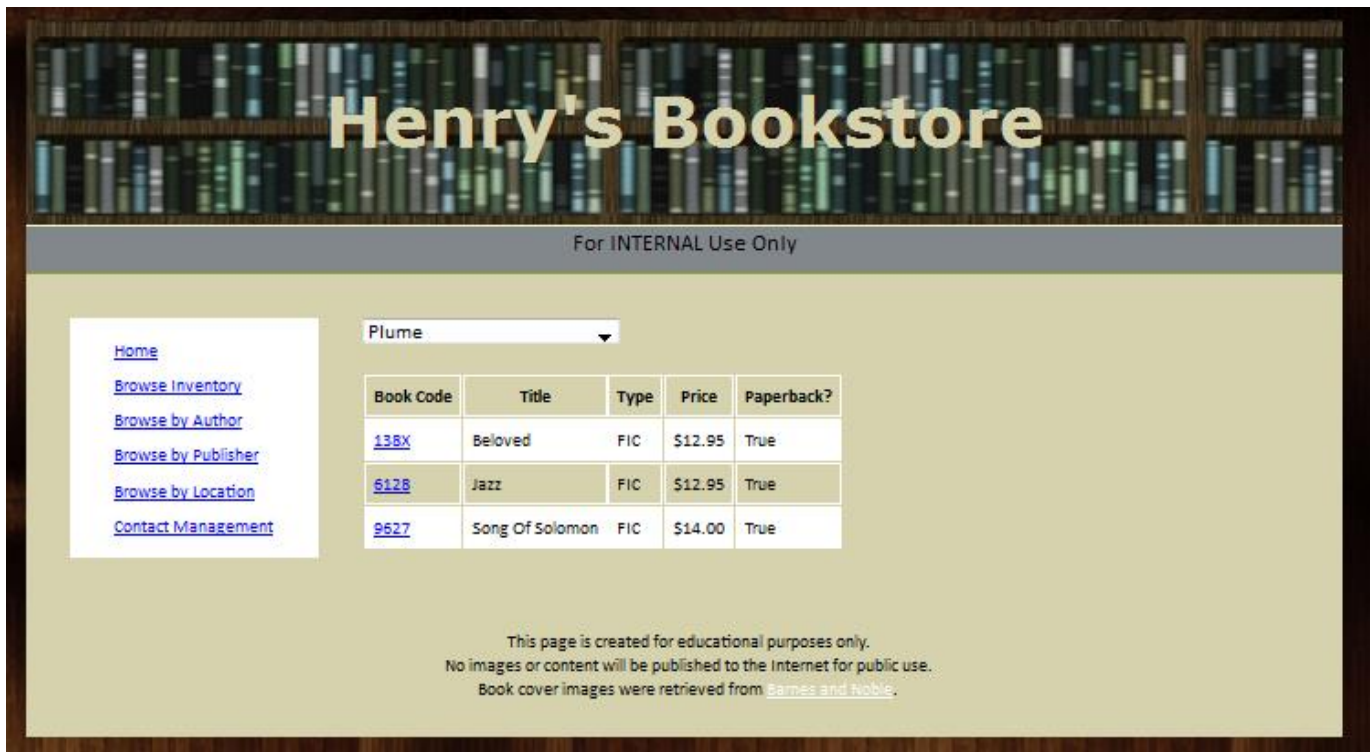 Henry's Bookstore
For INTERNAL Use Only
Home
Browse Inventory
Browse by Author
Browse by Publisher
Browse by Location
Contact Management
Plume
Book Code Title Type Price Paperback?
138X Beloved FIC $12.95 True
6128 Jazz FIC $12.95 True
9627 Song Of Solomon FIC $14.00 True
This page is created for educational purposes only.
No images or content will be published to the Internet for public use.
Book cover images were retrieved from Barnes and Noble.